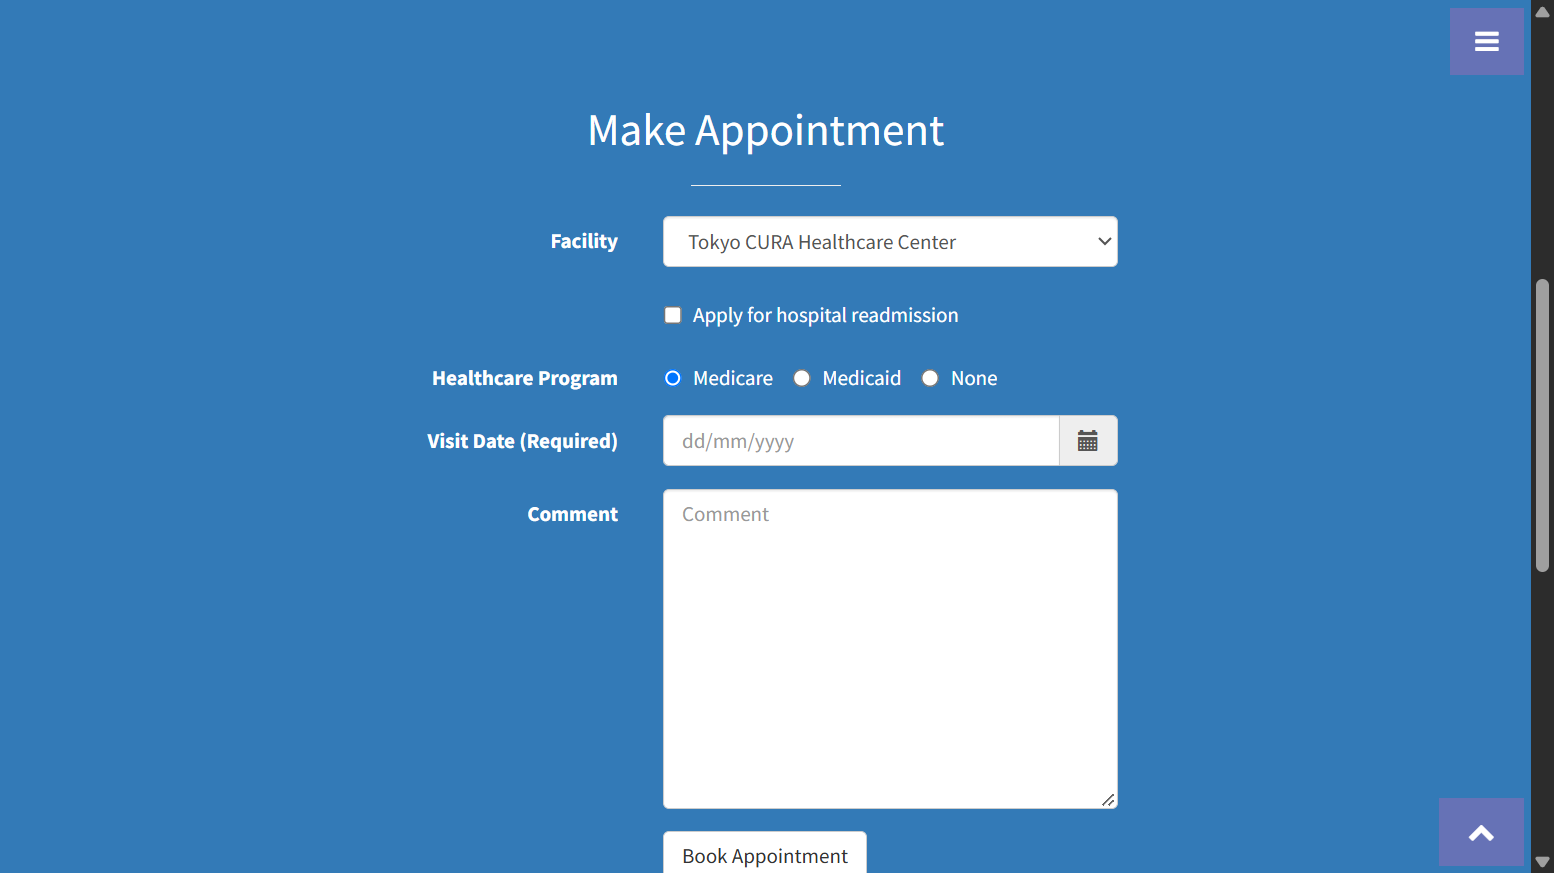 Make Appointment
Facility
Tokyo CURA Healthcare Center
Apply for hospital readmission
Healthcare Program
Medicare Medicaid None
Visit Date (Required)
dd/mm/yyyy
Comment
Comment
Book Appointment